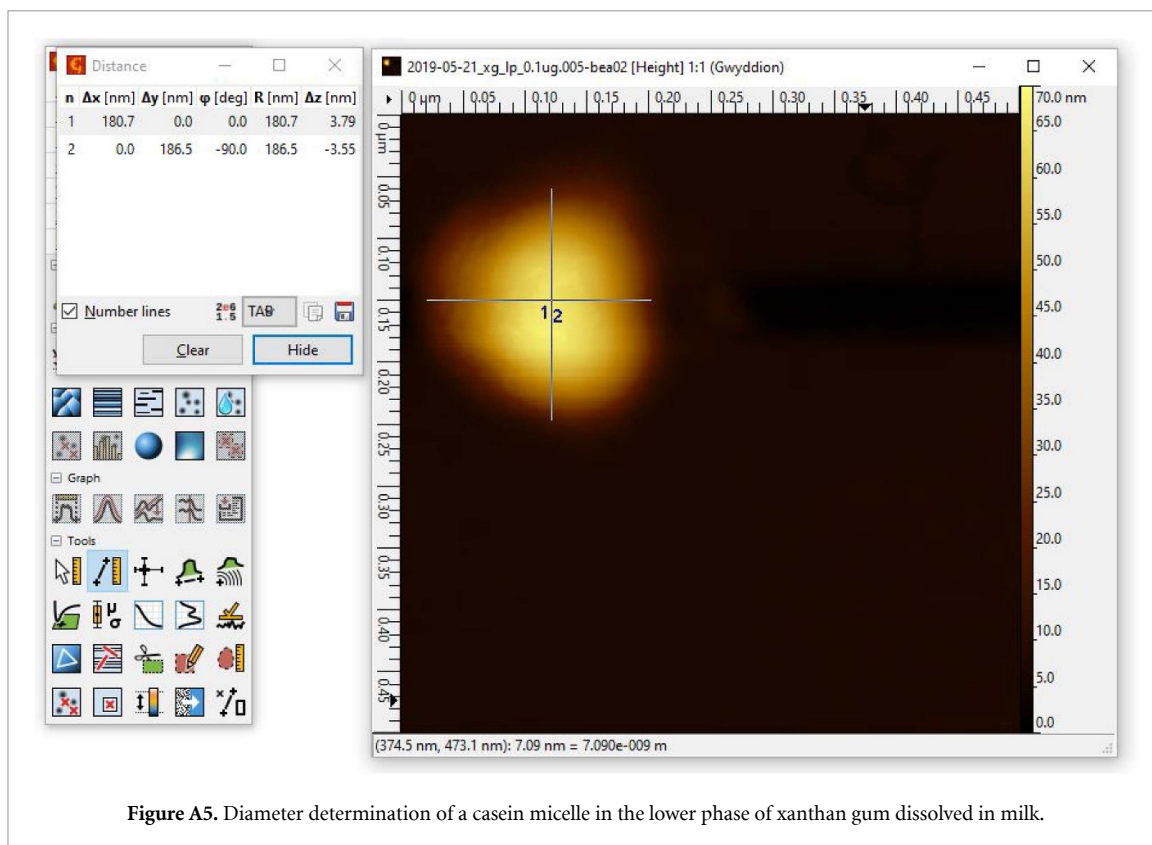 Distance
n Δx [nm] Δy [nm] φ [deg] R [nm] Δz [nm]
1 180.7 0.0 0.0 180.7 3.79
2 0.0 186.5 -90.0 186.5 -3.55
Number lines
2e6
1.5
Clear
Hide
Graph
Tools
μ
σ
2019-05-21_xg_lp_0.1ug.005-bea02 [Height] 1:1 (Gwyddion)
0 μm 0.05 0.10 0.15 0.20 0.25 0.30 0.35 0.40 0.45
0 μm
0.05
0.10
0.15
0.20
0.25
0.30
0.35
0.40
0.45
1 2
70.0 nm
65.0
60.0
55.0
50.0
45.0
40.0
35.0
30.0
25.0
20.0
15.0
10.0
5.0
0.0
(374.5 nm, 473.1 nm): 7.09 nm = 7.090e-009 m
Figure A5. Diameter determination of a casein micelle in the lower phase of xanthan gum dissolved in milk.